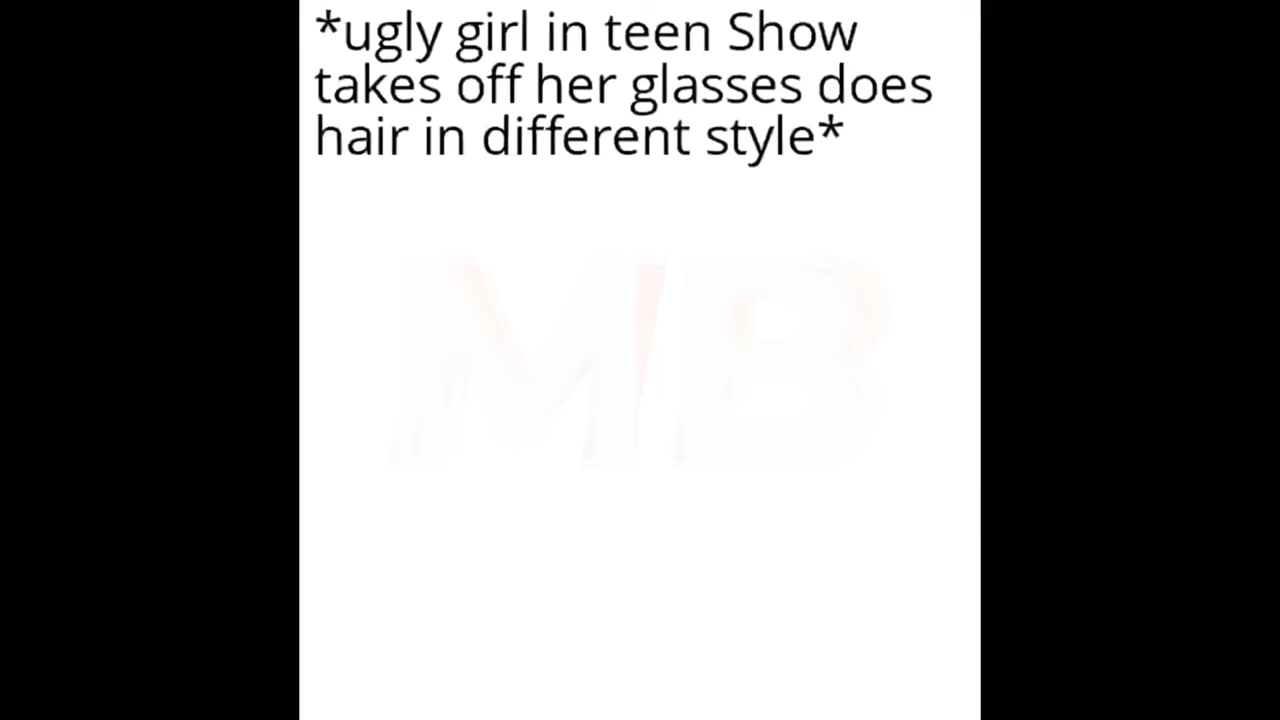 *ugly girl in teen Show
takes off her glasses does
hair in different style*
MB